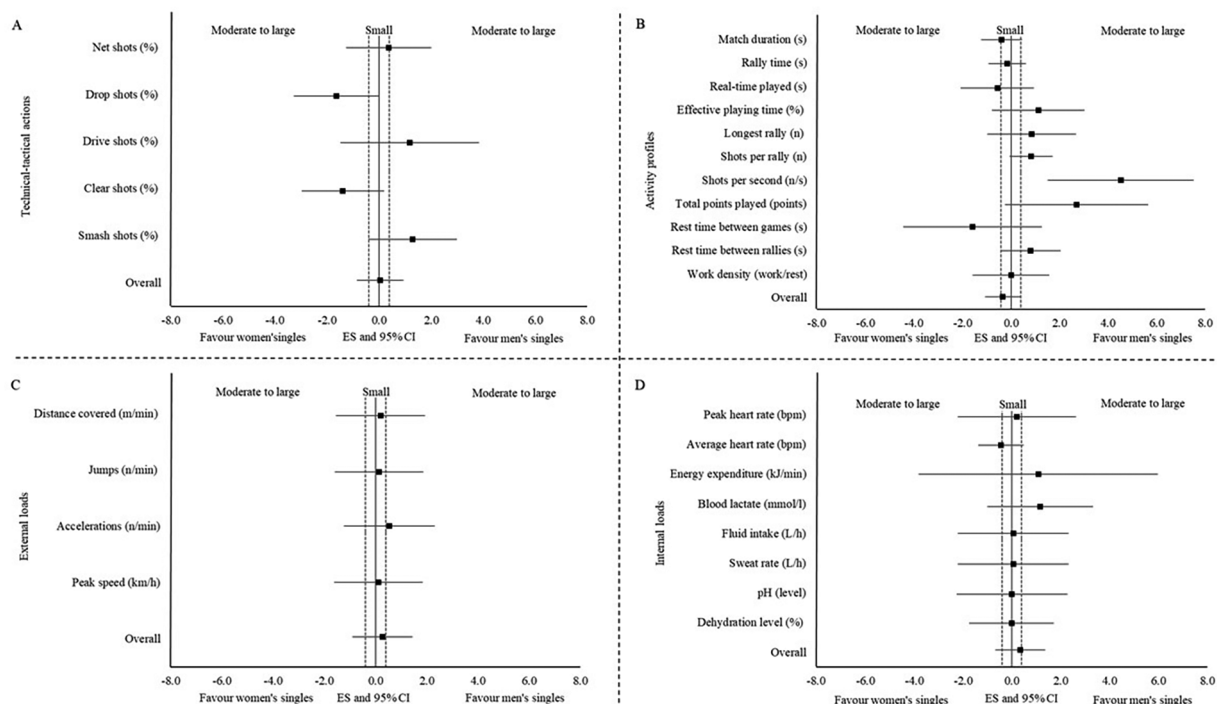 A
Moderate to large
Small
Moderate to large
Technical-tactical actions
Net shots (%)
Drop shots (%)
Drive shots (%)
Clear shots (%)
Smash shots (%)
Overall
-8.0 -6.0 -4.0 -2.0 0.0 2.0 4.0 6.0 8.0
Favour women'singles ES and 95%CI Favour men's singles
B
Moderate to large
Small
Moderate to large
Activity profiles
Match duration (s)
Rally time (s)
Real-time played (s)
Effective playing time (%)
Longest rally (n)
Shots per rally (n)
Shots per second (n/s)
Total points played (points)
Rest time between games (s)
Rest time between rallies (s)
Work density (work/rest)
Overall
-8.0 -6.0 -4.0 -2.0 0.0 2.0 4.0 6.0 8.0
Favour women's singles ES and 95%CI Favour men's singles
C
Moderate to large
Small
Moderate to large
External loads
Distance covered (m/min)
Jumps (n/min)
Accelerations (n/min)
Peak speed (km/h)
Overall
-8.0 -6.0 -4.0 -2.0 0.0 2.0 4.0 6.0 8.0
Favour women's singles ES and 95%CI Favour men's singles
D
Moderate to large
Small
Moderate to large
Internal loads
Peak heart rate (bpm)
Average heart rate (bpm)
Energy expenditure (kJ/min)
Blood lactate (mmol/l)
Fluid intake (L/h)
Sweat rate (L/h)
pH (level)
Dehydration level (%)
Overall
-8.0 -6.0 -4.0 -2.0 0.0 2.0 4.0 6.0 8.0
Favour women's singles ES and 95%CI Favour men's singles